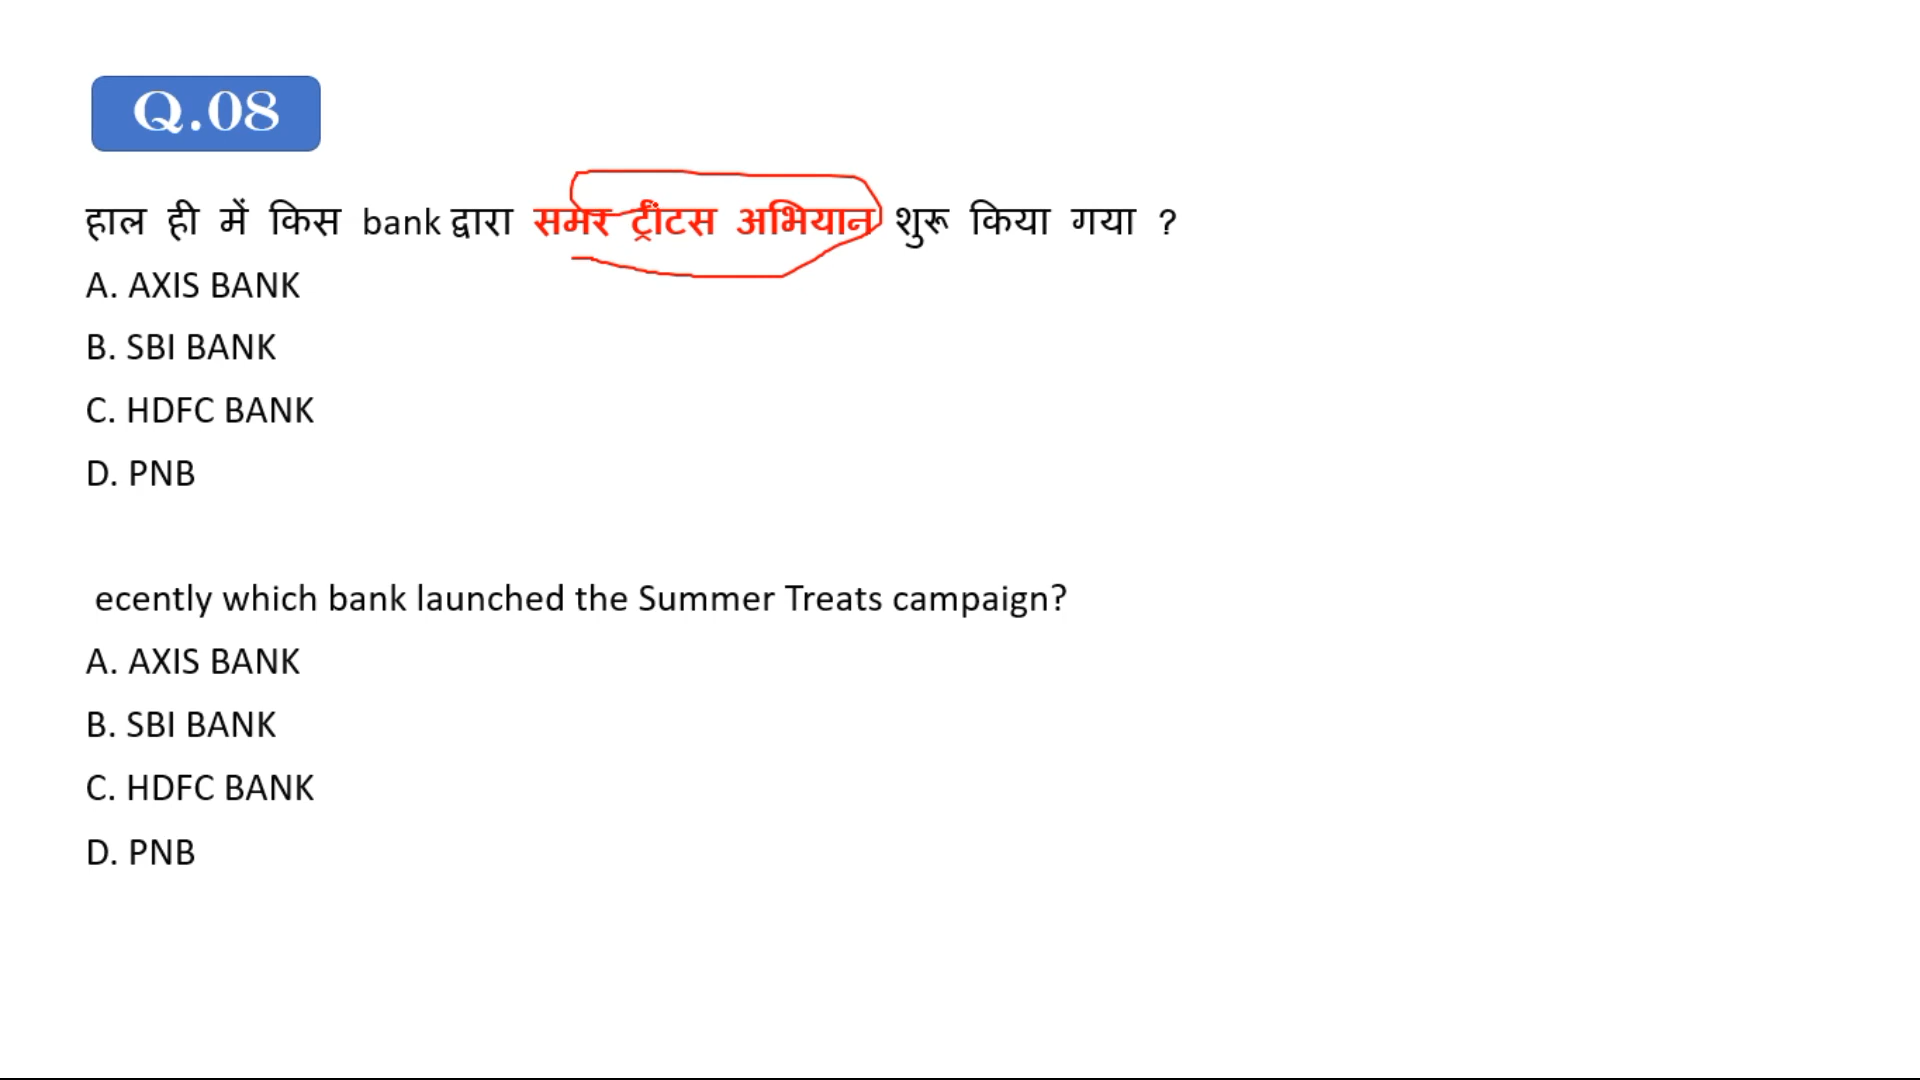 Q.08
हाल ही में किस bank द्वारा समर ट्रीटस अभियान शुरू किया गया ?
A. AXIS BANK
B. SBI BANK
C. HDFC BANK
D. PNB
ecently which bank launched the Summer Treats campaign?
A. AXIS BANK
B. SBI BANK
C. HDFC BANK
D. PNB